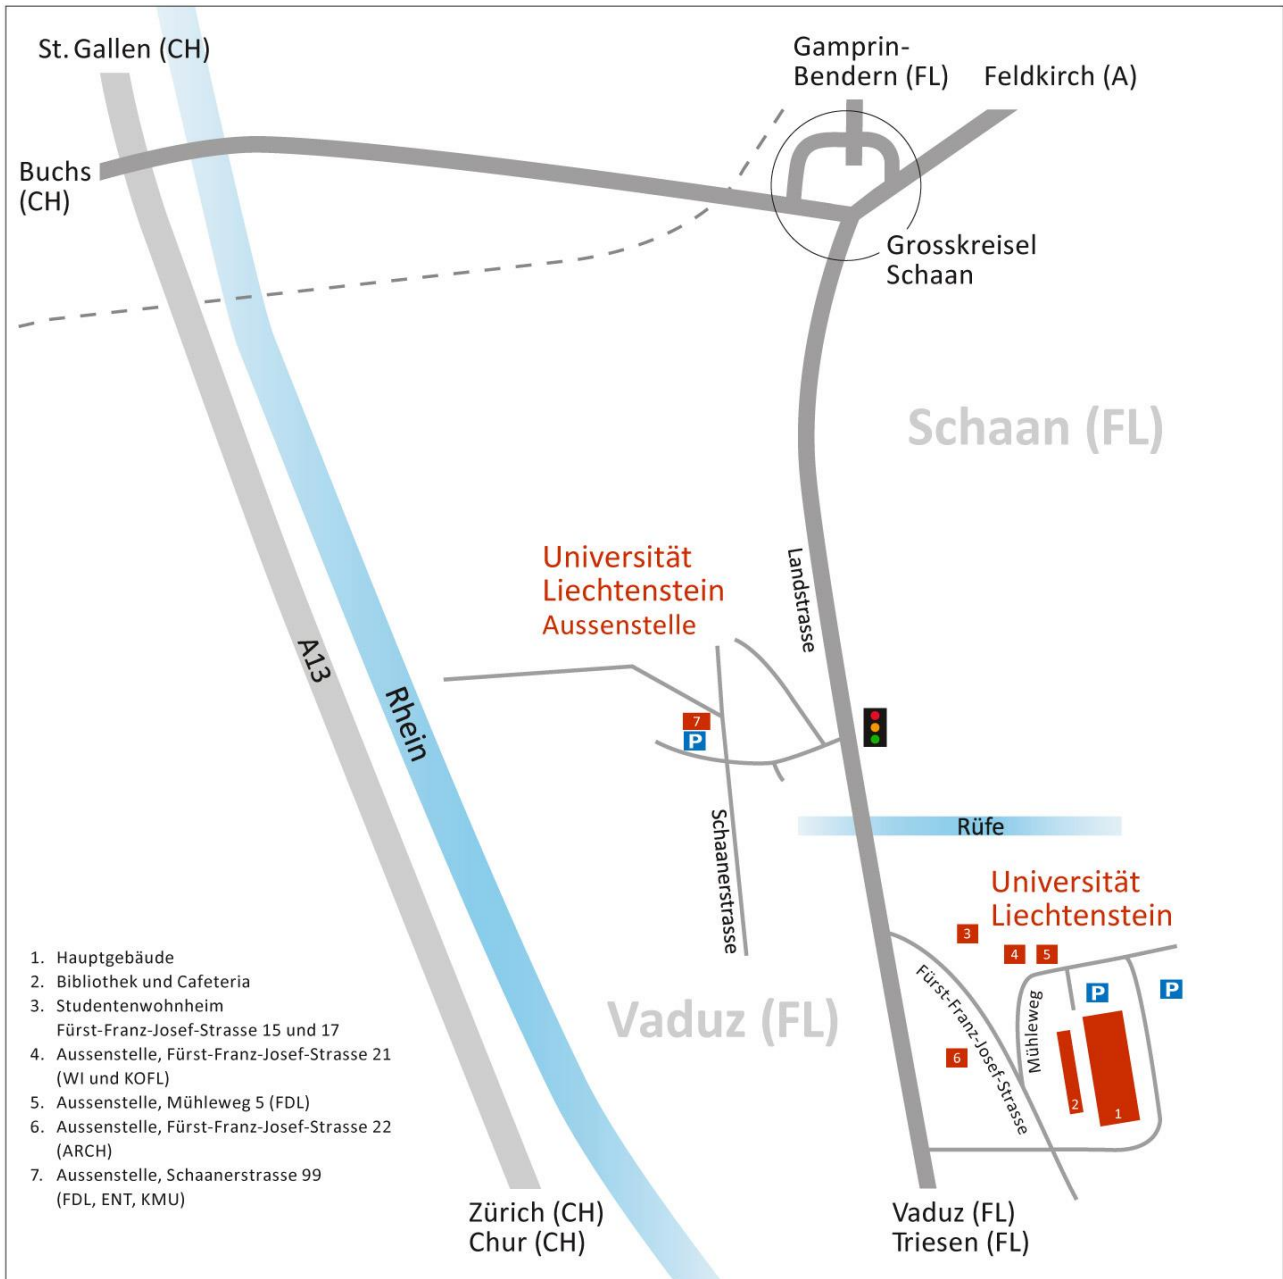 St. Gallen (CH)
Gamprin-
Bendern (FL)
Feldkirch (A)
Buchs
(CH)
Grosskreisel
Schaan
Schaan (FL)
Universität
Liechtenstein
Aussenstelle
Landstrasse
A13
Rhein
7
P
Schaanerstrasse
Rüfe
Universität
Liechtenstein
3
4
5
P
P
Fürst-Franz-Josef-Strasse
Mühleweg
6
2
1
Vaduz (FL)
1. Hauptgebäude
2. Bibliothek und Cafeteria
3. Studentenwohnheim
Fürst-Franz-Josef-Strasse 15 und 17
4. Aussenstelle, Fürst-Franz-Josef-Strasse 21
(WI und KOFL)
5. Aussenstelle, Mühleweg 5 (FDL)
6. Aussenstelle, Fürst-Franz-Josef-Strasse 22
(ARCH)
7. Aussenstelle, Schaanerstrasse 99
(FDL, ENT, KMU)
Zürich (CH)
Chur (CH)
Vaduz (FL)
Triesen (FL)